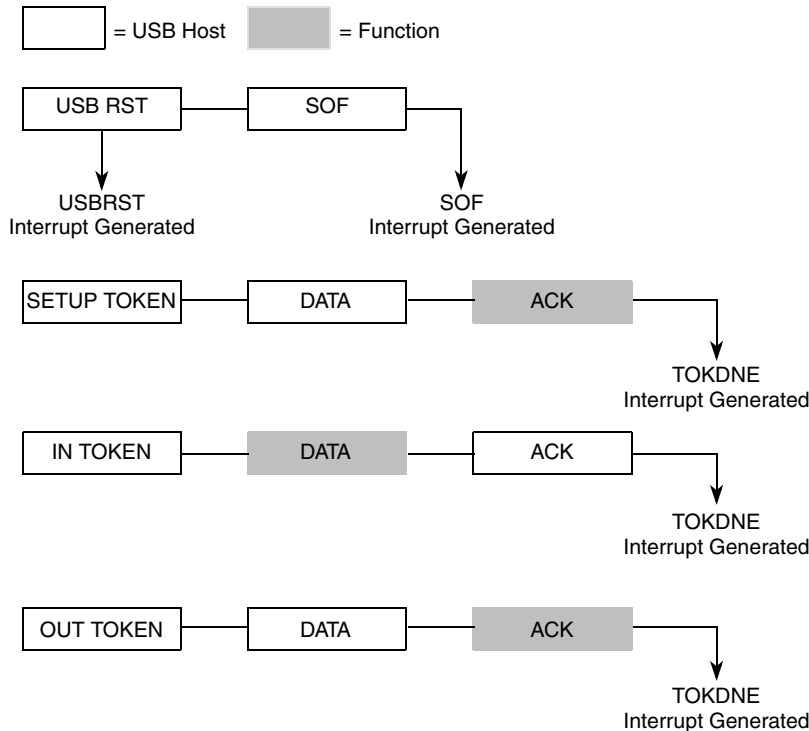 = USB Host
= Function
USB RST
SOF
USBRST
Interrupt Generated
SOF
Interrupt Generated
SETUP TOKEN
DATA
ACK
TOKDNE
Interrupt Generated
IN TOKEN
DATA
ACK
TOKDNE
Interrupt Generated
OUT TOKEN
DATA
ACK
TOKDNE
Interrupt Generated